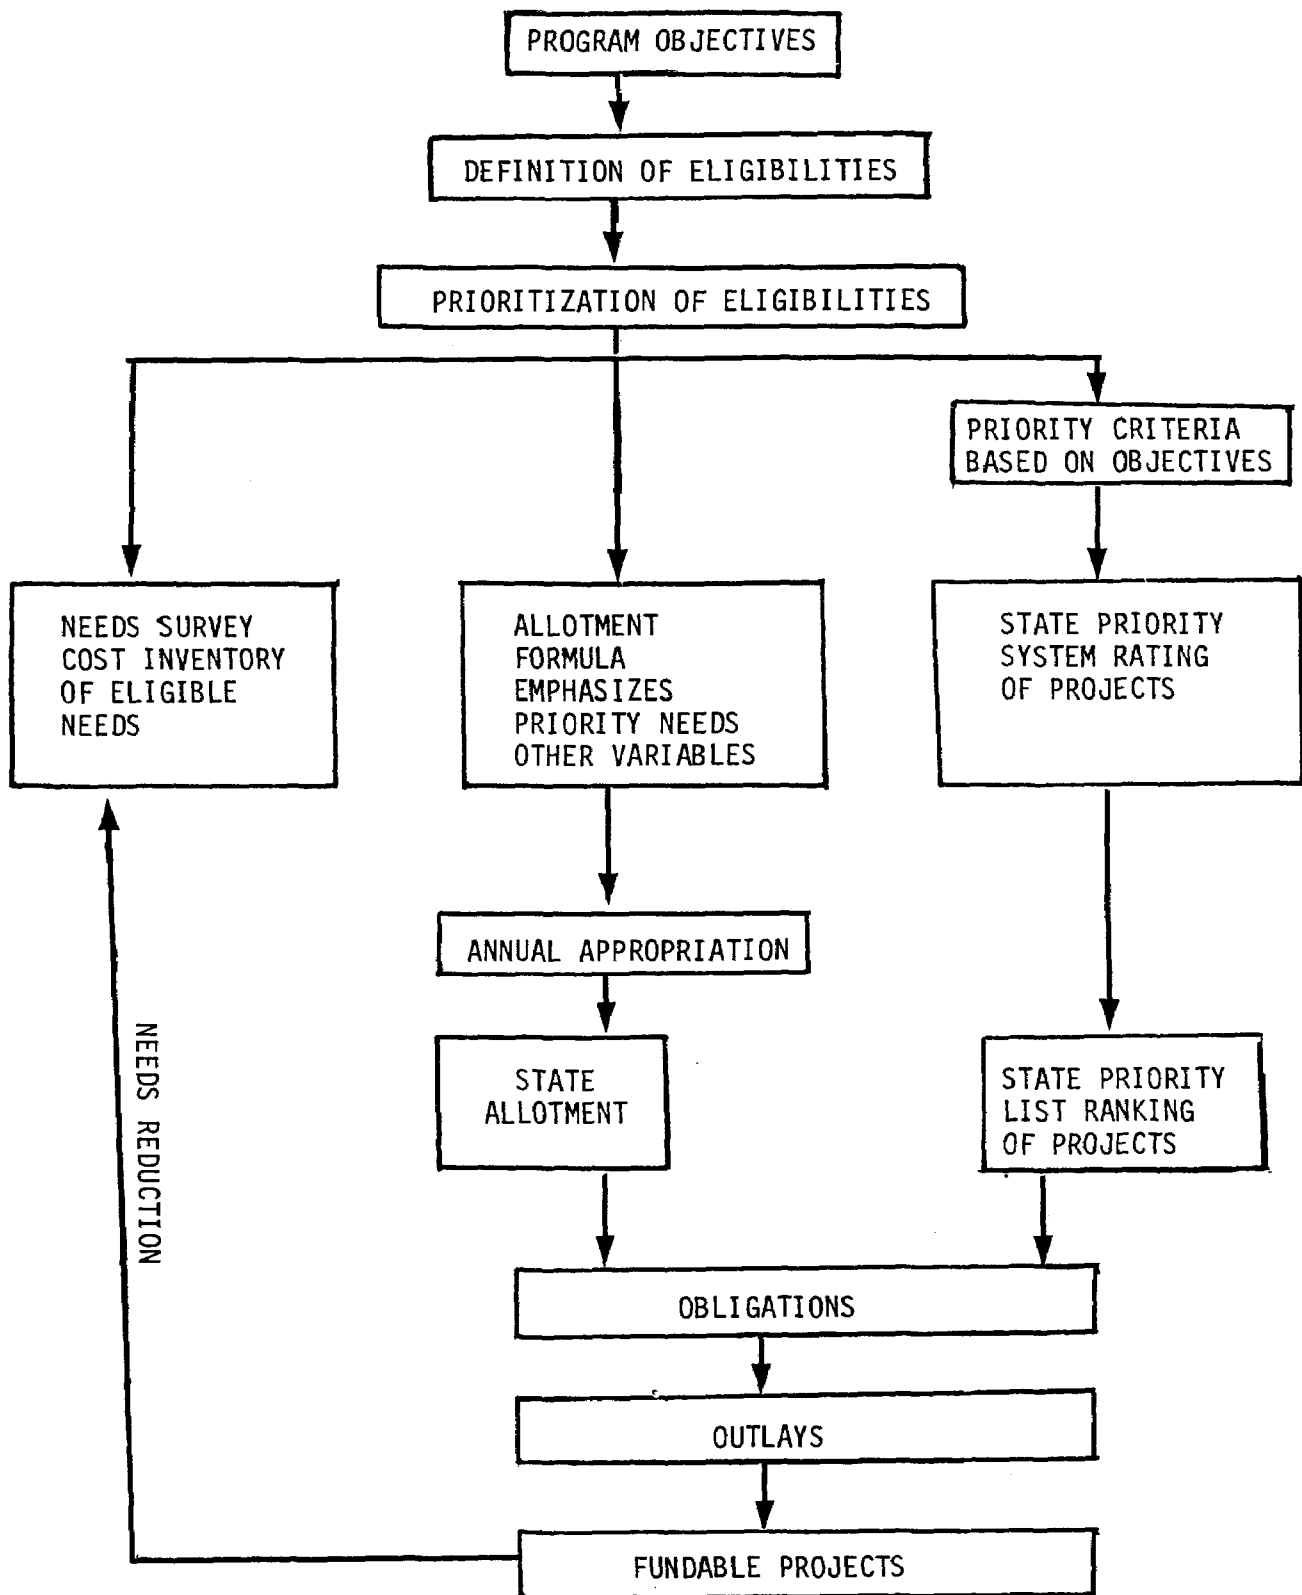 PROGRAM OBJECTIVES
DEFINITION OF ELIGIBILITIES
PRIORITIZATION OF ELIGIBILITIES
PRIORITY CRITERIA
BASED ON OBJECTIVES
NEEDS SURVEY
COST INVENTORY
OF ELIGIBLE
NEEDS
ALLOTMENT
FORMULA
EMPHASIZES
PRIORITY NEEDS
OTHER VARIABLES
STATE PRIORITY
SYSTEM RATING
OF PROJECTS
ANNUAL APPROPRIATION
STATE
ALLOTMENT
STATE PRIORITY
LIST RANKING
OF PROJECTS
NEEDS REDUCTION
OBLIGATIONS
OUTLAYS
FUNDABLE PROJECTS